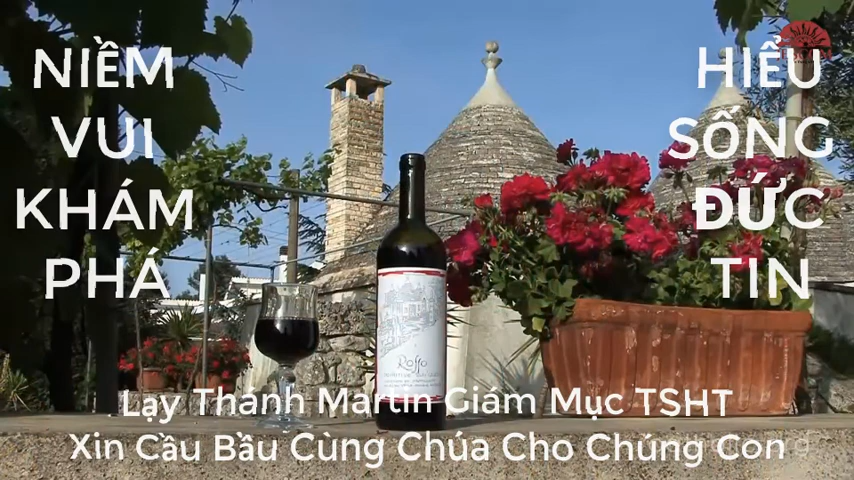 NIỀM
VUI
KHÁM
PHÁ
HIỂU
SỐNG
ĐỨC
TIN
Rosso
Lạy Thánh Martin Giám Mục TSHT
Xin Cầu Bầu Cùng Chúa Cho Chúng Con